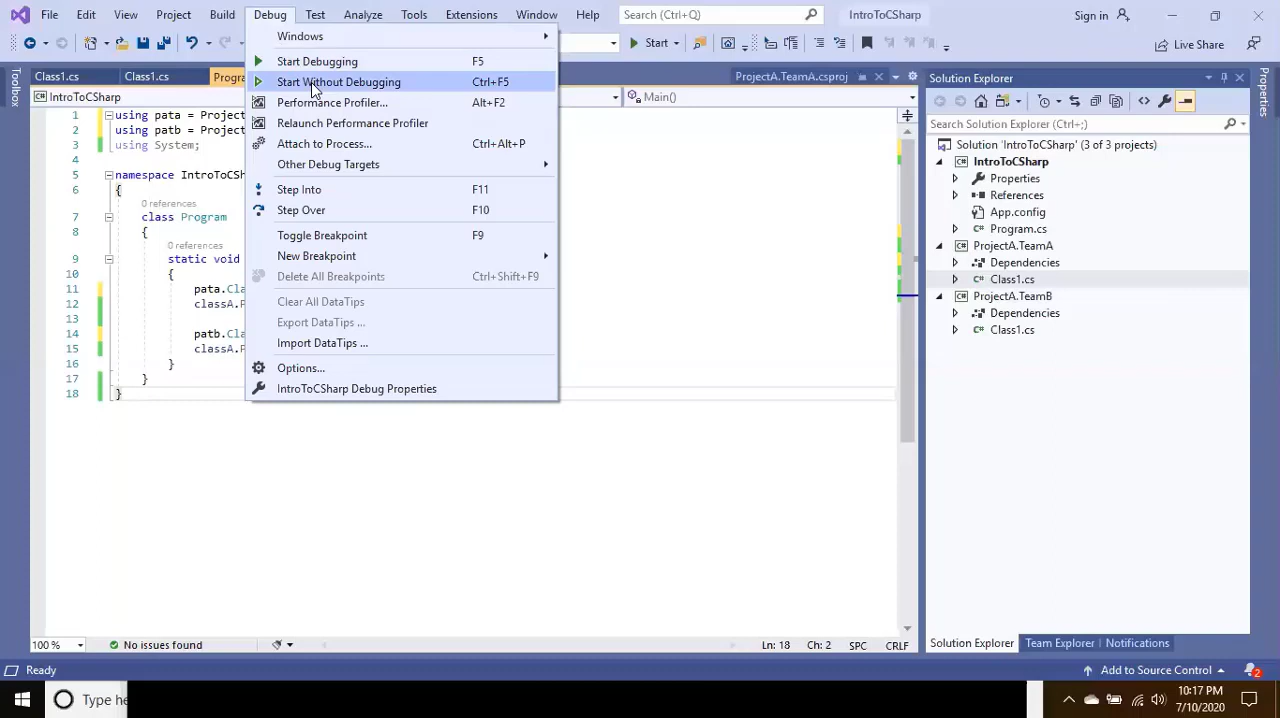 File Edit View Project Build Debug Test Analyze Tools Extensions Window Help Search (Ctrl+Q) IntroToCSharp Sign in
Start Live Share
Class1.cs Class1.cs Progra ProjectA.TeamA.csproj
IntroToCSharp Main()
Toolbox
Properties
1 using pata = Project
2 using patb = Project
3 using System;
4
5 namespace IntroToCSh
6 {
0 references
7 class Program
8 {
0 references
9 static void
10 {
11 pata.Cla
12 classA.P
13
14 patb.Cla
15 classA.P
16 }
17 }
18 }
Windows
Start Debugging F5
Start Without Debugging Ctrl+F5
Performance Profiler... Alt+F2
Relaunch Performance Profiler
Attach to Process... Ctrl+Alt+P
Other Debug Targets
Step Into F11
Step Over F10
Toggle Breakpoint F9
New Breakpoint
Delete All Breakpoints Ctrl+Shift+F9
Clear All DataTips
Export DataTips ...
Import DataTips ...
Options...
IntroToCSharp Debug Properties
Solution Explorer
Search Solution Explorer (Ctrl+;)
Solution 'IntroToCSharp' (3 of 3 projects)
IntroToCSharp
Properties
References
App.config
C# Program.cs
ProjectA.TeamA
Dependencies
C# Class1.cs
ProjectA.TeamB
Dependencies
C# Class1.cs
100 % No issues found Ln: 18 Ch: 2 SPC CRLF
Solution Explorer Team Explorer Notifications
Ready Add to Source Control 2
Type he
10:17 PM
7/10/2020